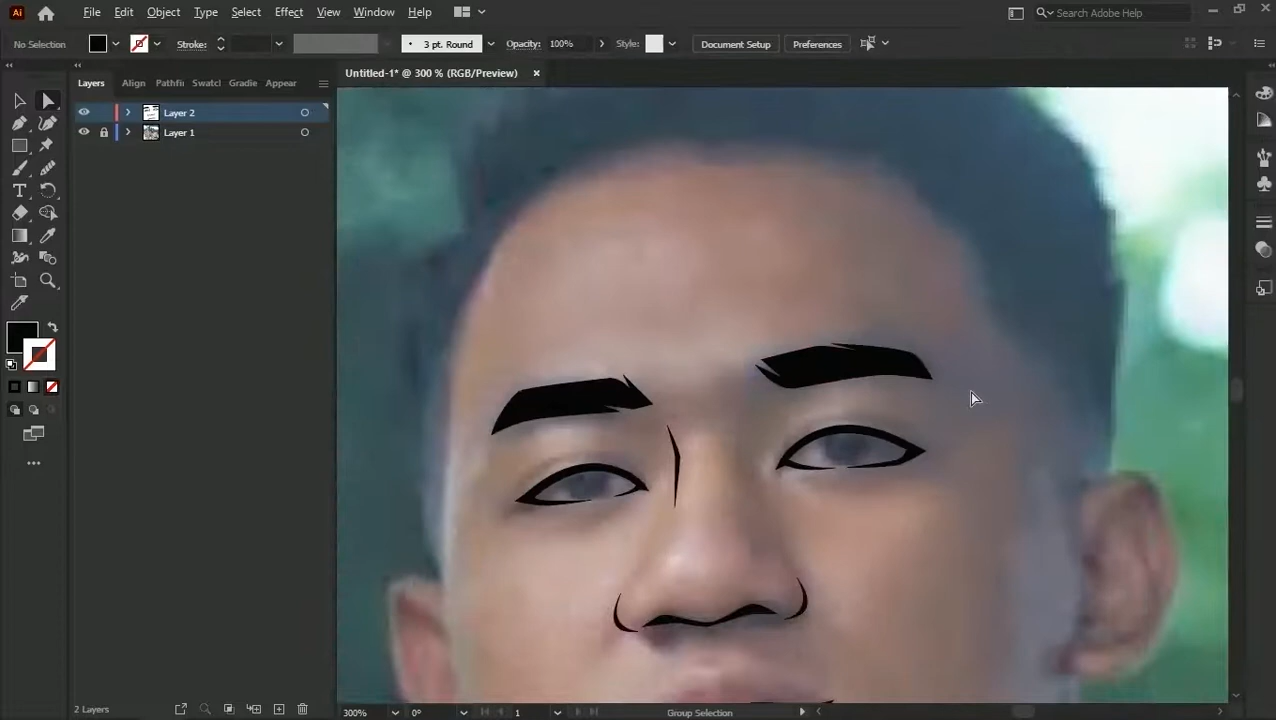 Ai File Edit Object Type Select Effect View Window Help Search Adobe Help
No Selection Stroke: 3 pt. Round Opacity: 100% Style: Document Setup Preferences
Layers Align Pathfi Swatcl Gradie Appear Untitled-1* @ 300 % (RGB/Preview)
Layer 2
Layer 1
2 Layers 300% 0° 1 Group Selection